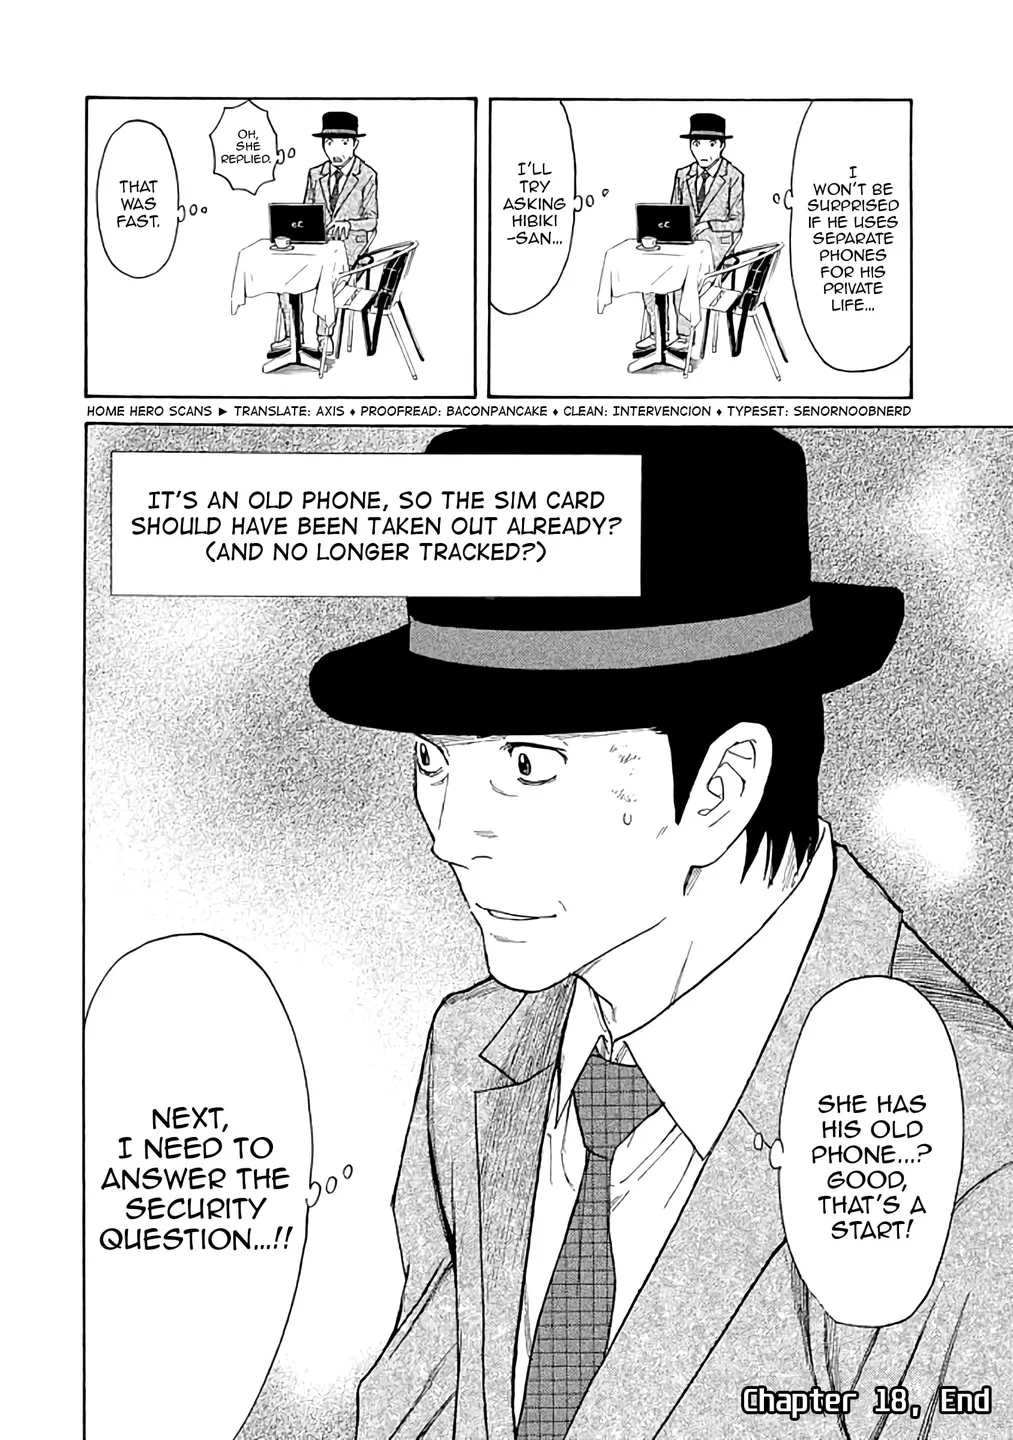 I
WON'T BE
SURPRISED
IF HE USES
SEPARATE
PHONES
FOR HIS
PRIVATE
LIFE...
I'LL
TRY
ASKING
HIBIKI
-SAN...
OH,
SHE
REPLIED.
THAT
WAS
FAST.
HOME HERO SCANS ► TRANSLATE: AXIS ♦ PROOFREAD: BACONPANCAKE ♦ CLEAN: INTERVENCION ♦ TYPESET: SENORNOOBNERD
IT'S AN OLD PHONE, SO THE SIM CARD
SHOULD HAVE BEEN TAKEN OUT ALREADY?
(AND NO LONGER TRACKED?)
SHE HAS
HIS OLD
PHONE...?
GOOD,
THAT'S A
START!
NEXT,
I NEED TO
ANSWER THE
SECURITY
QUESTION...!!
Chapter 18, End